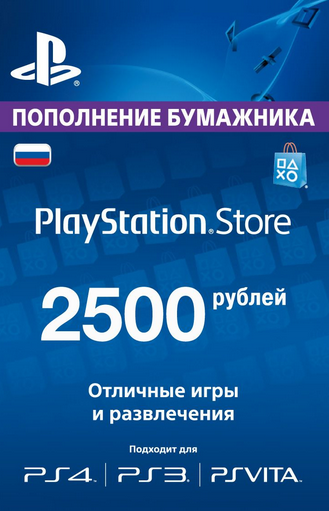 ПОПОЛНЕНИЕ БУМАЖНИКА
PlayStation®Store
2500 рублей
Отличные игры
и развлечения
Подходит для
PS4 | PS3 | PSVITA